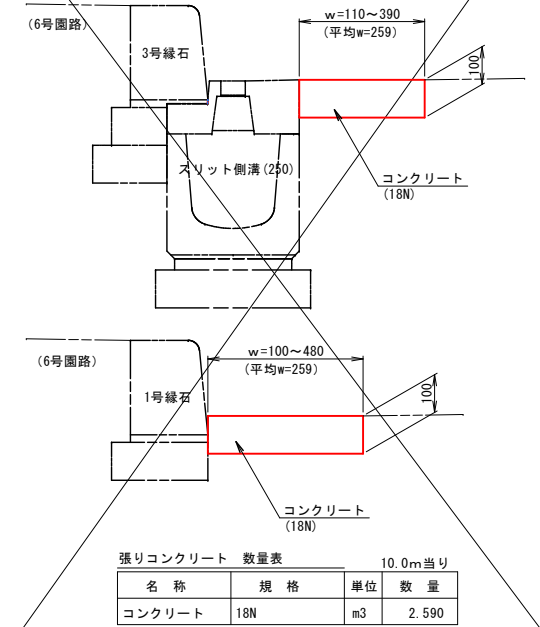 w=110～390
(平均w=259)
(6号園路)
3号縁石
100
スリット側溝(250)
コンクリート
(18N)
w=100～480
(平均w=259)
(6号園路)
1号縁石
100
コンクリート
(18N)
張りコンクリート 数量表 10.0m当り
名 称 規 格 単位 数 量
コンクリート 18N m3 2.590